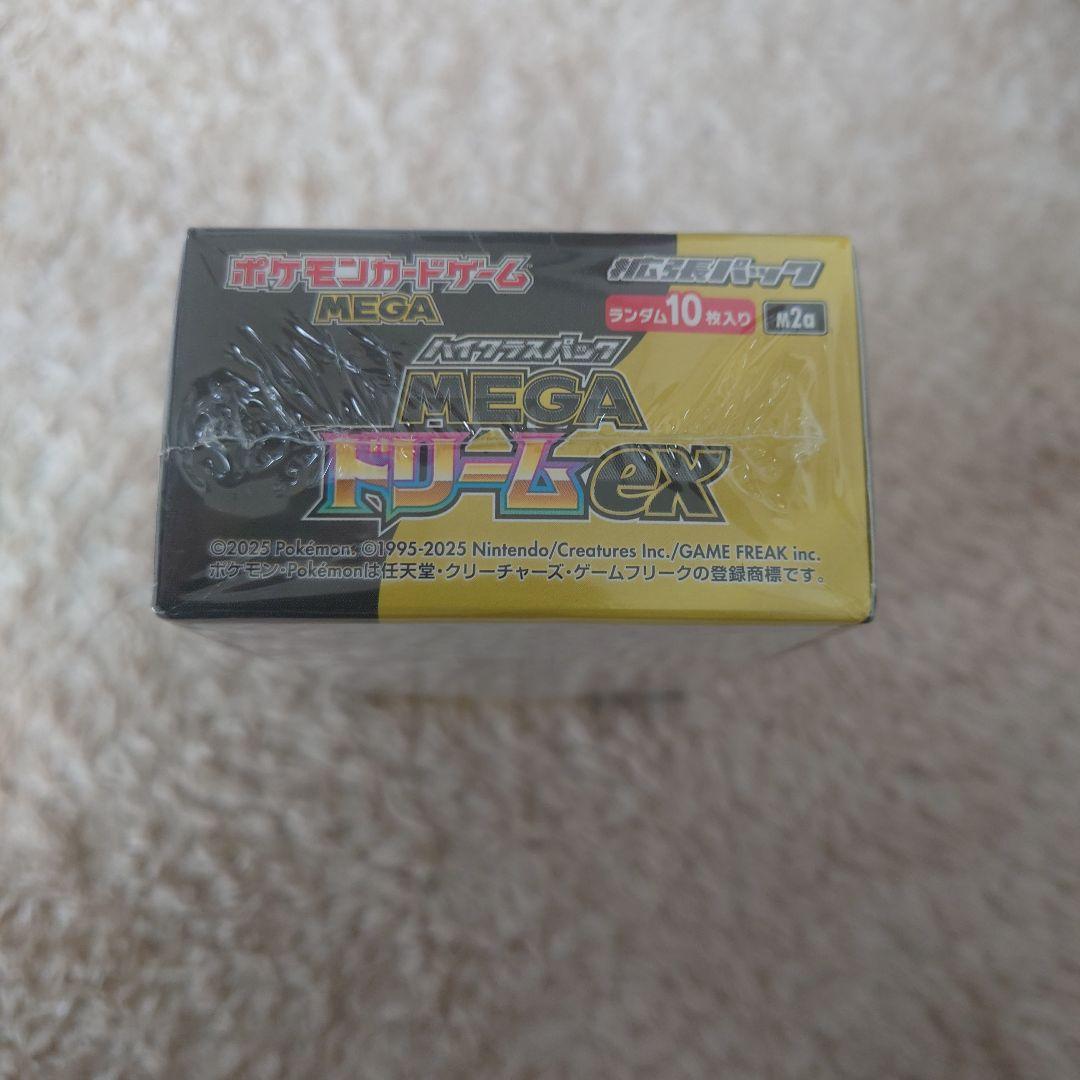 ポケモンカードゲーム
MEGA
拡張パック
ランダム10枚入り
M2a
ハイクラスパック
MEGA
ドリームex
©2025 Pokémon. ©1995-2025 Nintendo/Creatures Inc./GAME FREAK inc.
ポケモン・Pokémonは任天堂・クリーチャーズ・ゲームフリークの登録商標です。